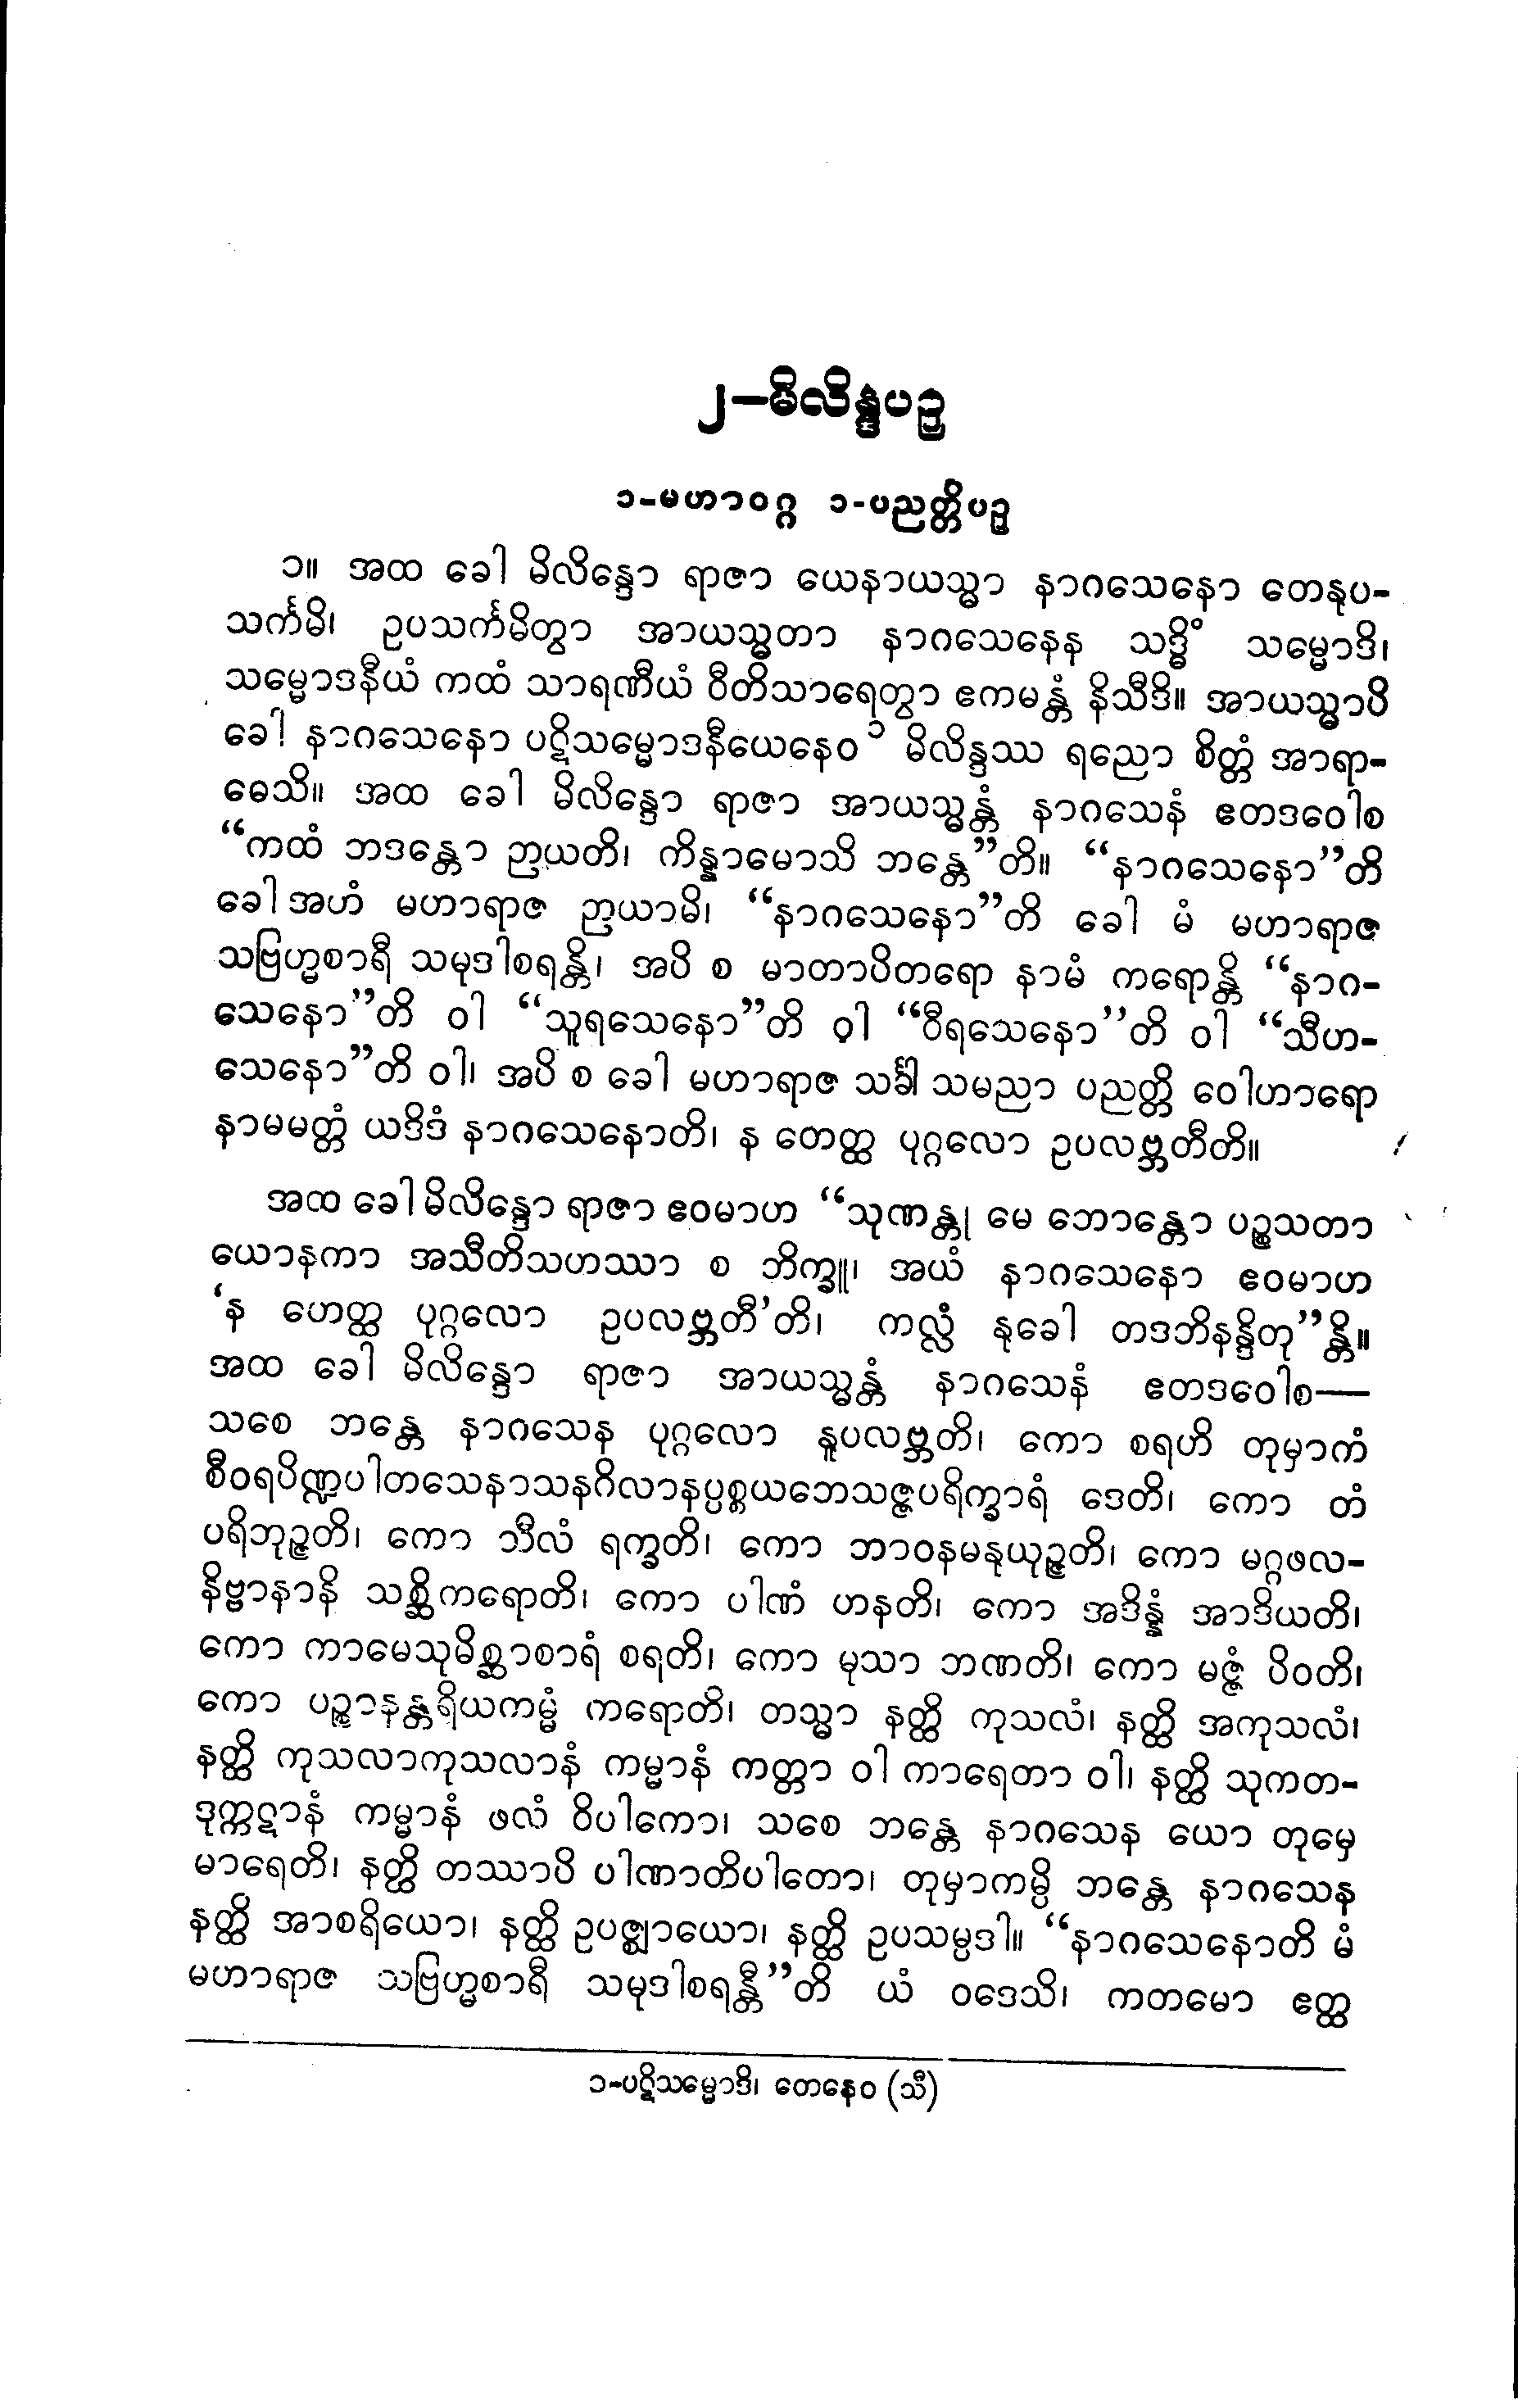 ၂–မိလိန္ဒပဉှ
၁-မဟာဝဂ္ဂ ၁-ပညတ္တိပဉှ
၁။ အထ ခေါ မိလိန္ဒော ရာဇာ ယေနာယသ္မာ နာဂသေနော တေနုပ-
သင်္ကမိ၊ ဥပသင်္ကမိတွာ အာယသ္မတာ နာဂသေနေန သဒ္ဓိံ သမ္မောဒိ၊
သမ္မောဒနီယံ ကထံ သာရဏီယံ ဝီတိသာရေတွာ ဧကမန္တံ နိသီဒိ။ အာယသ္မာပိ
ခေါ နာဂသေနော ပဋိသမ္မောဒနီယေနေဝ ၁ မိလိန္ဒဿ ရညော စိတ္တံ အာရာ-
ဓေသိ။ အထ ခေါ မိလိန္ဒော ရာဇာ အာယသ္မန္တံ နာဂသေနံ ဧတဒဝေါစ
“ကထံ ဘဒန္တော ဉာယတိ၊ ကိန္နာမောသိ ဘန္တေ”တိ။ “နာဂသေနော”တိ
ခေါ အဟံ မဟာရာဇ ဉာယာမိ၊ “နာဂသေနော”တိ ခေါ မံ မဟာရာဇ
သဗြဟ္မစာရီ သမုဒါစရန္တိ၊ အပိ စ မာတာပိတရော နာမံ ကရောန္တိ “နာဂ-
သေနော”တိ ဝါ “သူရသေနော”တိ ဝါ “ဝီရသေနော”တိ ဝါ “သီဟ-
သေနော”တိ ဝါ၊ အပိ စ ခေါ မဟာရာဇ သင်္ခါ သမညာ ပညတ္တိ ဝေါဟာရော
နာမမတ္တံ ယဒိဒံ နာဂသေနောတိ၊ န တေတ္ထ ပုဂ္ဂလော ဥပလဗ္ဘတီတိ။
အထ ခေါ မိလိန္ဒော ရာဇာ ဧဝမာဟ “သုဏန္တု မေ ဘောန္တော ပဉ္စသတာ
ယောနကာ အသီတိသဟဿာ စ ဘိက္ခူ၊ အယံ နာဂသေနော ဧဝမာဟ
‘န ဟေတ္ထ ပုဂ္ဂလော ဥပလဗ္ဘတီ’တိ၊ ကလ္လံ နုခေါ တဒဘိနန္ဒိတု”န္တိ။
အထ ခေါ မိလိန္ဒော ရာဇာ အာယသ္မန္တံ နာဂသေနံ ဧတဒဝေါစ—
သစေ ဘန္တေ နာဂသေန ပုဂ္ဂလော နူပလဗ္ဘတိ၊ ကော စရဟိ တုမှာကံ
စီဝရပိဏ္ဍပါတသေနာသနဂိလာနပ္ပစ္စယဘေသဇ္ဇပရိက္ခာရံ ဒေတိ၊ ကော တံ
ပရိဘုဉ္ဇတိ၊ ကော သီလံ ရက္ခတိ၊ ကော ဘာဝနမနုယုဉ္ဇတိ၊ ကော မဂ္ဂဖလ-
နိဗ္ဗာနာနိ သစ္ဆိကရောတိ၊ ကော ပါဏံ ဟနတိ၊ ကော အဒိန္နံ အာဒိယတိ၊
ကော ကာမေသုမိစ္ဆာစာရံ စရတိ၊ ကော မုသာ ဘဏတိ၊ ကော မဇ္ဇံ ပိဝတိ၊
ကော ပဉ္စာနန္တရိယကမ္မံ ကရောတိ၊ တသ္မာ နတ္ထိ ကုသလံ၊ နတ္ထိ အကုသလံ၊
နတ္ထိ ကုသလာကုသလာနံ ကမ္မာနံ ကတ္တာ ဝါ ကာရေတာ ဝါ၊ နတ္ထိ သုကတ-
ဒုက္ကဋာနံ ကမ္မာနံ ဖလံ ဝိပါကော၊ သစေ ဘန္တေ နာဂသေန ယော တုမှေ
မာရေတိ၊ နတ္ထိ တဿာပိ ပါဏာတိပါတော၊ တုမှာကမ္ပိ ဘန္တေ နာဂသေန
နတ္ထိ အာစရိယော၊ နတ္ထိ ဥပဇ္ဈာယော၊ နတ္ထိ ဥပသမ္ပဒါ။ “နာဂသေနောတိ မံ
မဟာရာဇ သဗြဟ္မစာရီ သမုဒါစရန္တီ”တိ ယံ ဝဒေသိ၊ ကတမော ဧတ္ထ
၁-ပဋိသမ္မောဒိ၊ တေနေဝ (သီ)